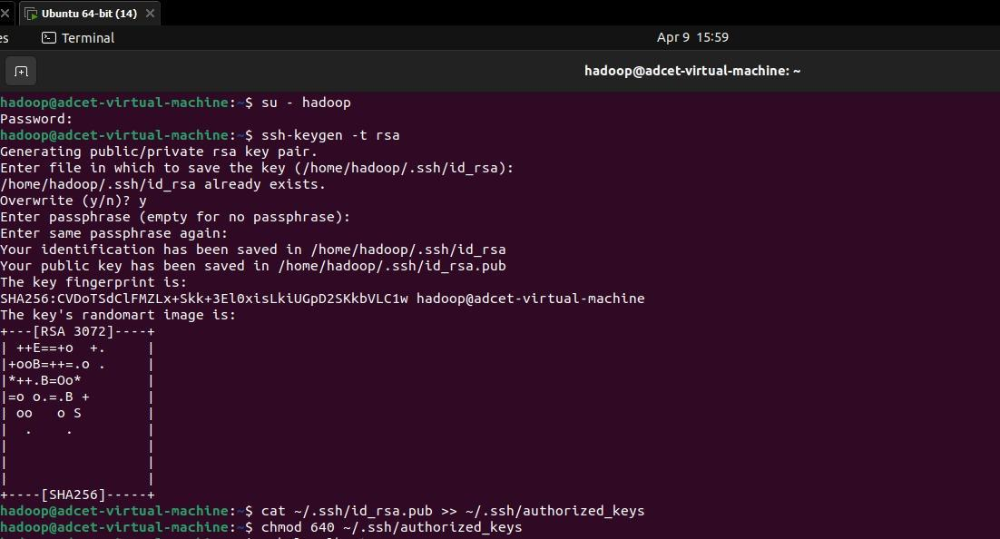 Ubuntu 64-bit (14)
es Terminal Apr 9 15:59
hadoop@adcet-virtual-machine: ~
hadoop@adcet-virtual-machine:~$ su - hadoop
Password:
hadoop@adcet-virtual-machine:~$ ssh-keygen -t rsa
Generating public/private rsa key pair.
Enter file in which to save the key (/home/hadoop/.ssh/id_rsa):
/home/hadoop/.ssh/id_rsa already exists.
Overwrite (y/n)? y
Enter passphrase (empty for no passphrase):
Enter same passphrase again:
Your identification has been saved in /home/hadoop/.ssh/id_rsa
Your public key has been saved in /home/hadoop/.ssh/id_rsa.pub
The key fingerprint is:
SHA256:CVDoTSdClFMZLx+Skk+3El0xisLkiUGpD2SKkbVLC1w hadoop@adcet-virtual-machine
The key's randomart image is:
+---[RSA 3072]----+
| ++E==+o  +.     |
|+ooB=++=.o .     |
|*++.B=Oo*        |
|=o o.=.B +       |
| oo   o S        |
|  .    .         |
|                 |
|                 |
|                 |
+----[SHA256]-----+
hadoop@adcet-virtual-machine:~$ cat ~/.ssh/id_rsa.pub >> ~/.ssh/authorized_keys
hadoop@adcet-virtual-machine:~$ chmod 640 ~/.ssh/authorized_keys